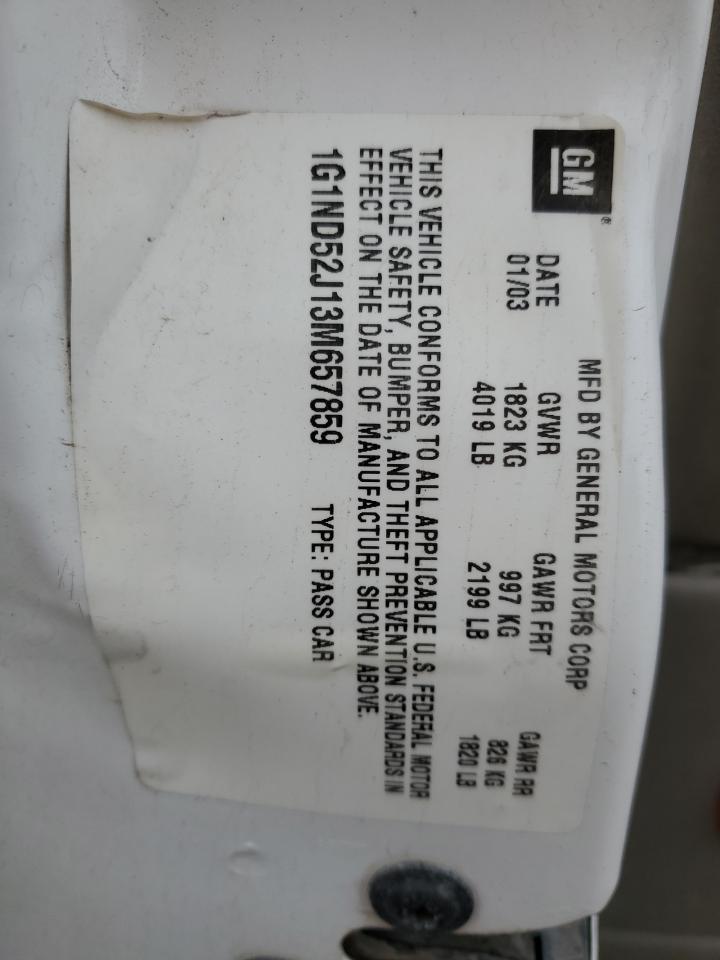 GM®
MFD BY GENERAL MOTORS CORP
DATE GVWR GAWR FRT GAWR RR
01/03 1823 KG 997 KG 826 KG
4019 LB 2199 LB 1820 LB
THIS VEHICLE CONFORMS TO ALL APPLICABLE U.S. FEDERAL MOTOR
VEHICLE SAFETY, BUMPER, AND THEFT PREVENTION STANDARDS IN
EFFECT ON THE DATE OF MANUFACTURE SHOWN ABOVE.
1G1ND52J13M657859 TYPE: PASS CAR